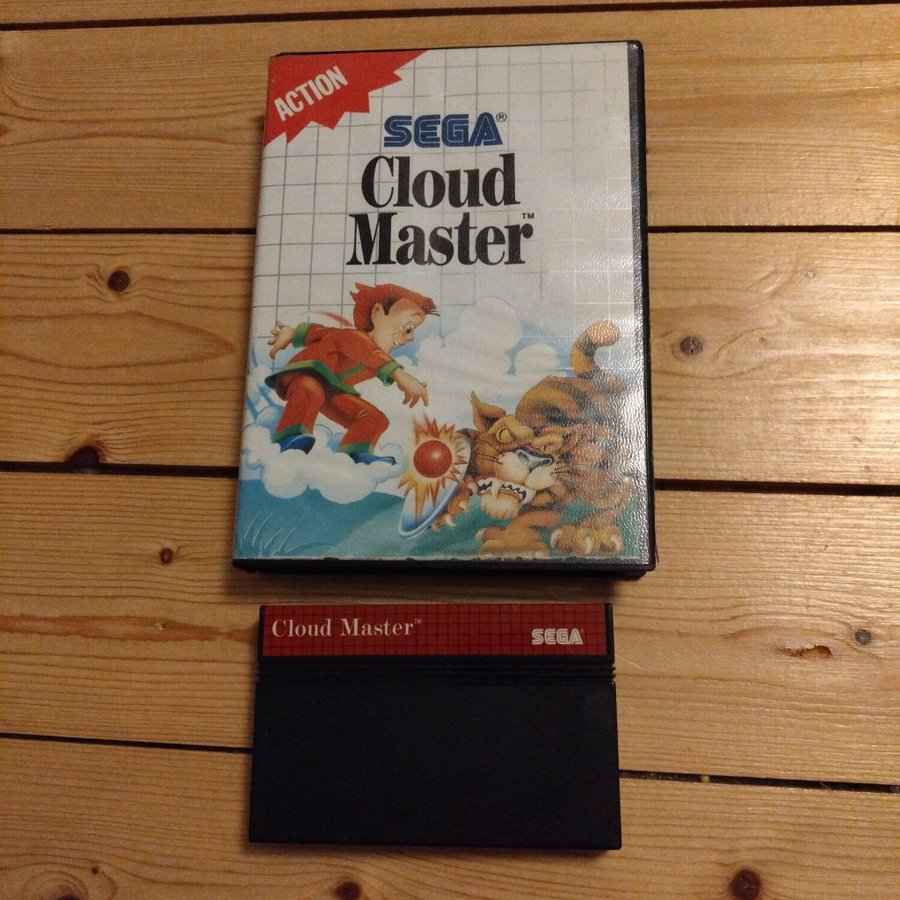 ACTION
SEGA®
Cloud
Master™
Cloud Master™
SEGA